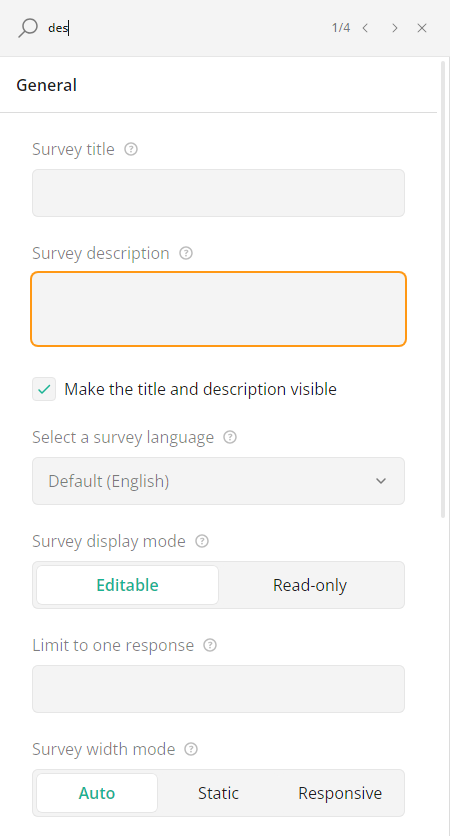 des 1/4
General
Survey title
Survey description
Make the title and description visible
Select a survey language
Default (English)
Survey display mode
Editable Read-only
Limit to one response
Survey width mode
Auto Static Responsive